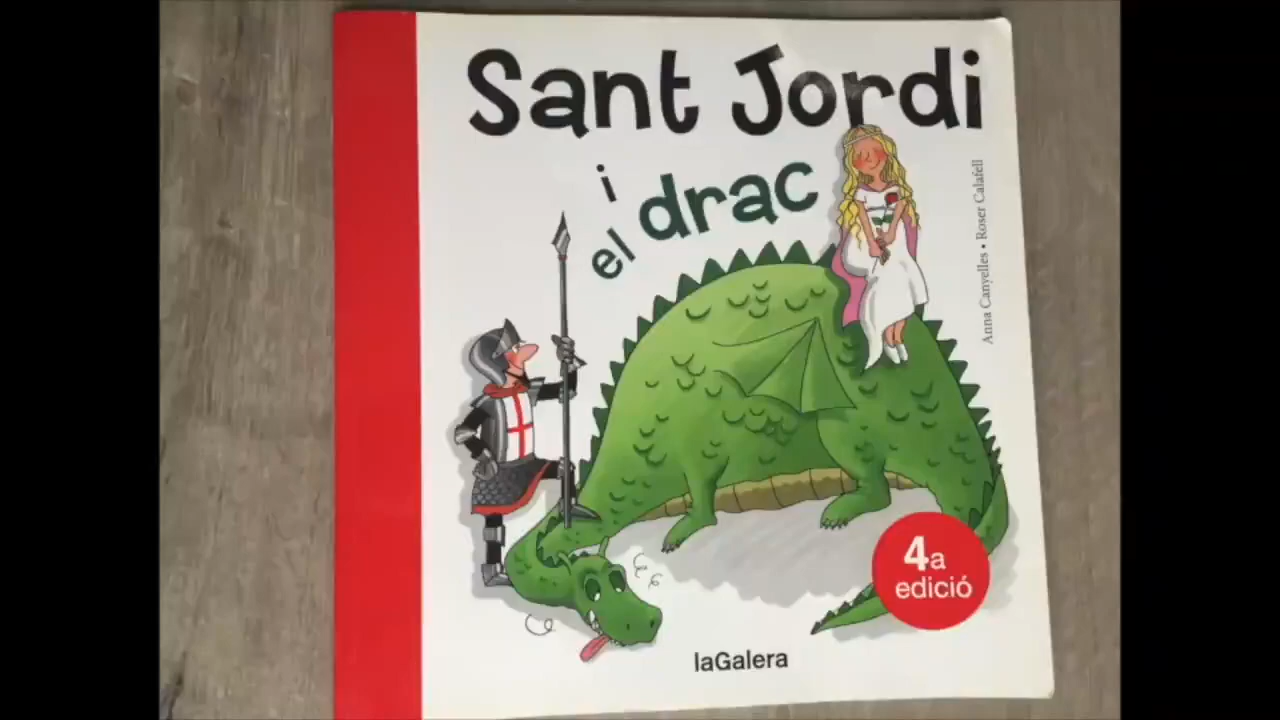 Sant Jordi
i
el drac
Anna Canyelles • Roser Calafell
4a
edició
laGalera